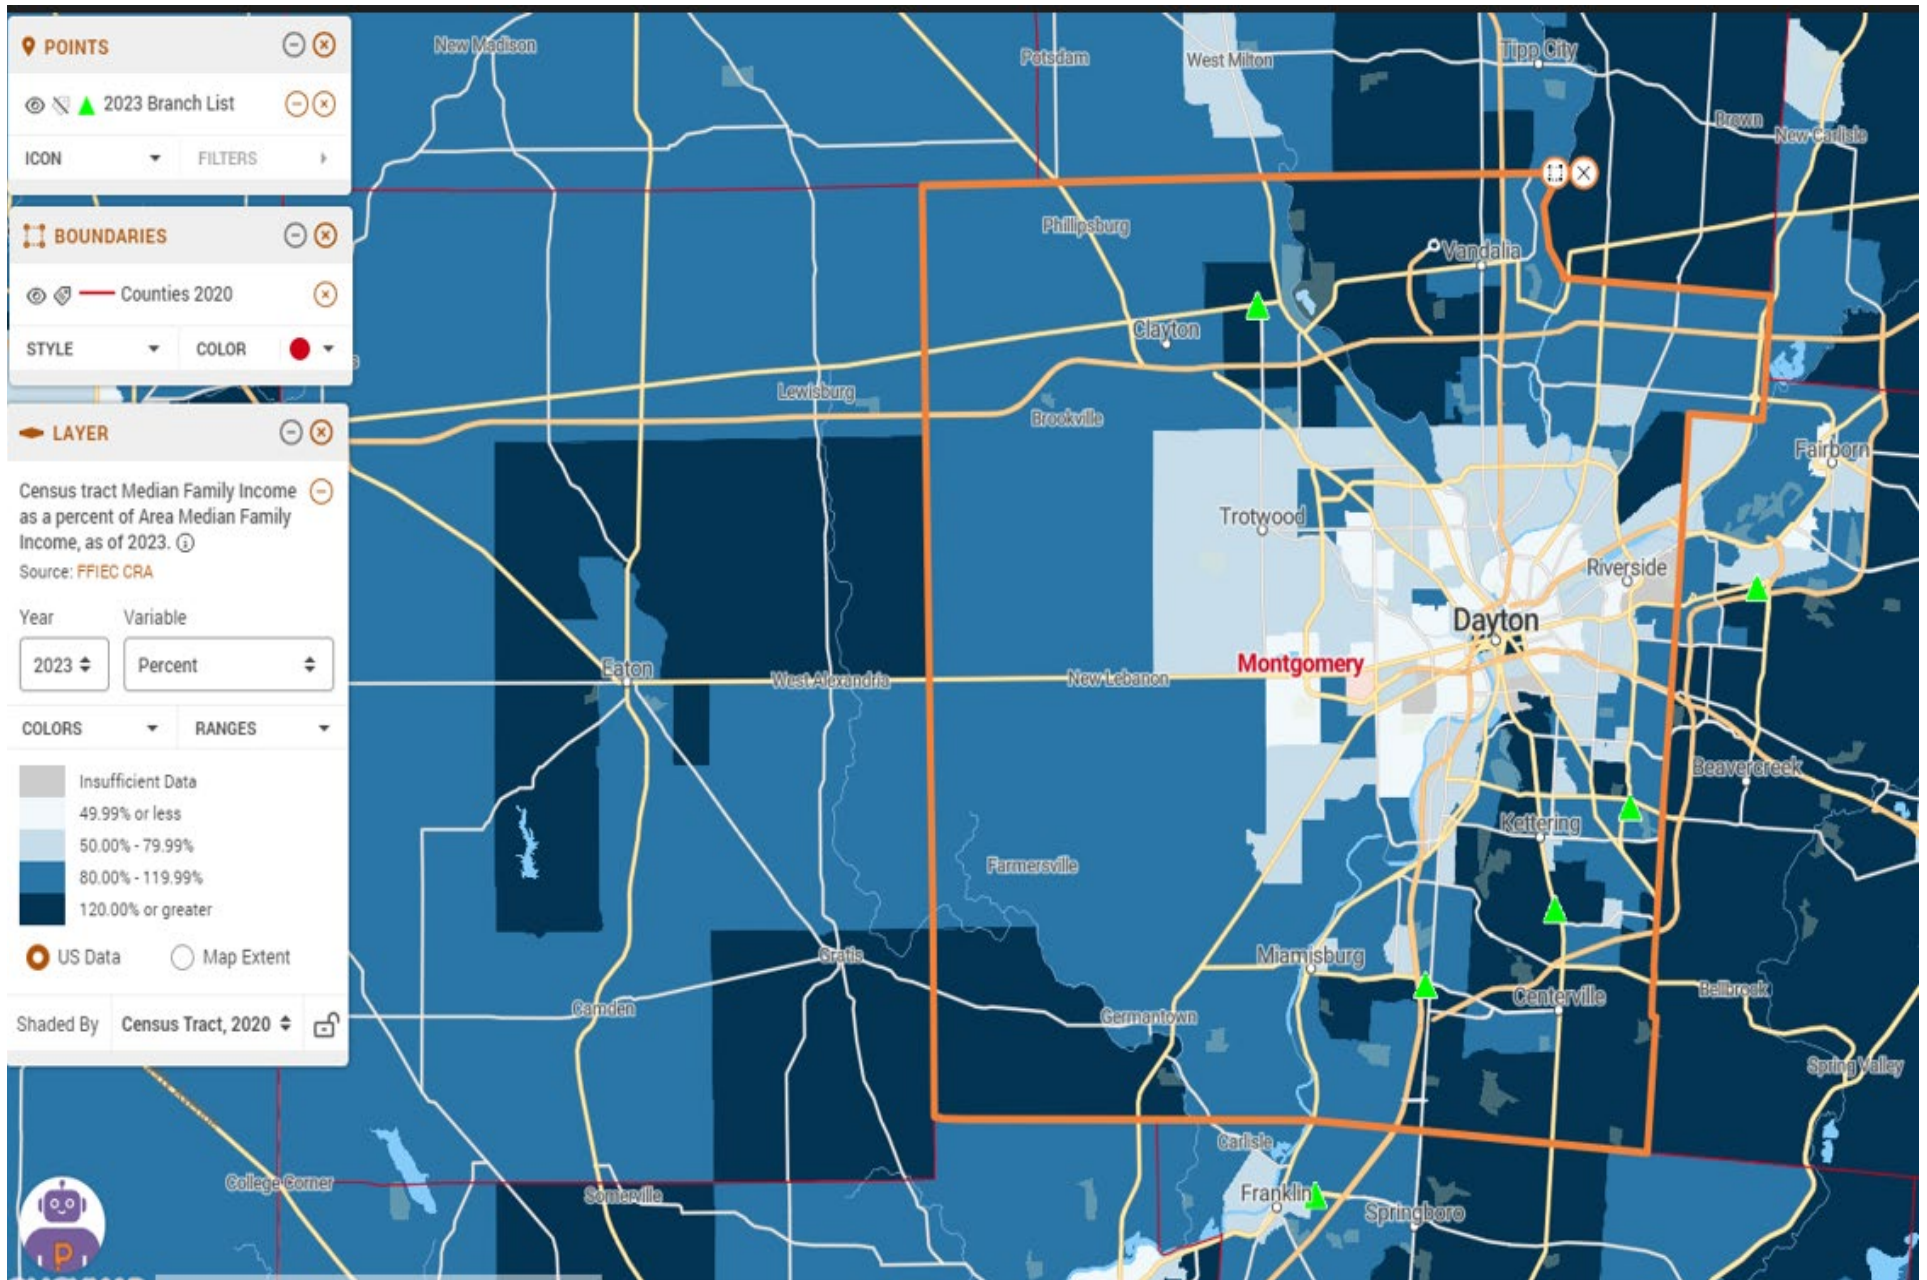 POINTS
2023 Branch List
ICON
FILTERS
BOUNDARIES
Counties 2020
STYLE
COLOR
LAYER
Census tract Median Family Income
as a percent of Area Median Family
Income, as of 2023.
Source: FFIEC CRA
Year
Variable
2023
Percent
COLORS
RANGES
Insufficient Data
49.99% or less
50.00% - 79.99%
80.00% - 119.99%
120.00% or greater
US Data
Map Extent
Shaded By
Census Tract, 2020
P
New Madison
Potsdam
West Milton
Tipp City
Brown
New Carlisle
Phillipsburg
Vandalia
Clayton
Lewisburg
Brookville
Fairborn
Trotwood
Riverside
Dayton
Montgomery
Eaton
West Alexandria
New Lebanon
Beavercreek
Kettering
Farmersville
Gratis
Miamisburg
Centerville
Bellbrook
Camden
Germantown
Spring Valley
Carlisle
College Corner
Somerville
Franklin
Springboro